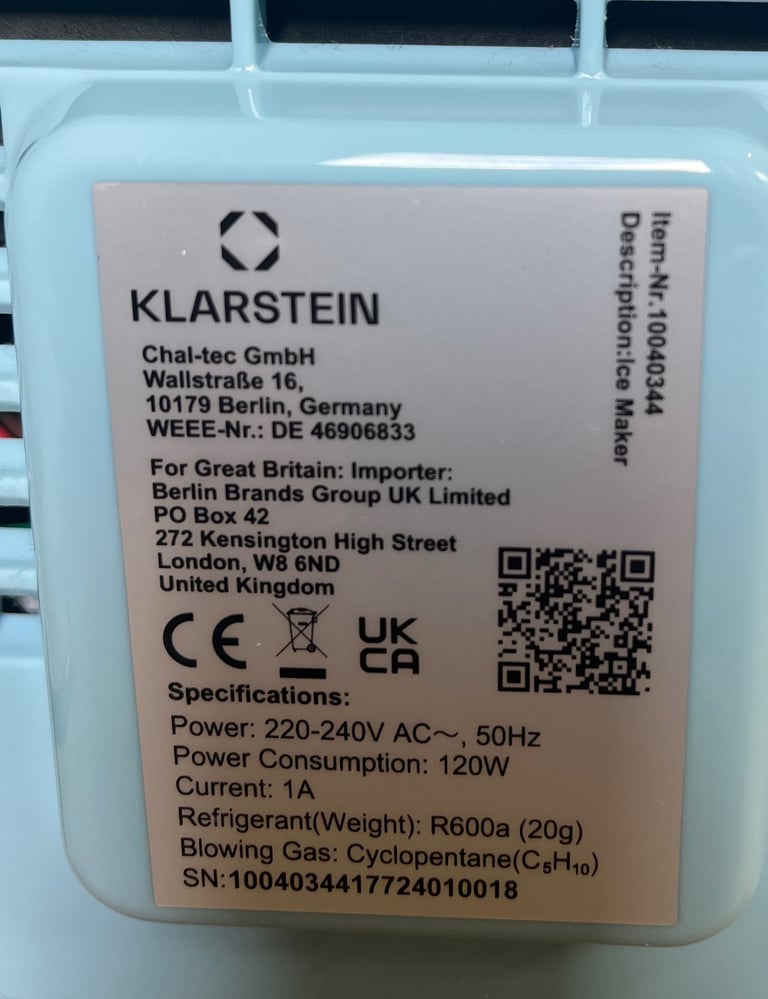 KLARSTEIN
Chal-tec GmbH
Wallstraße 16,
10179 Berlin, Germany
WEEE-Nr.: DE 46906833
For Great Britain: Importer:
Berlin Brands Group UK Limited
PO Box 42
272 Kensington High Street
London, W8 6ND
United Kingdom
CE
UK
CA
Specifications:
Power: 220-240V AC～, 50Hz
Power Consumption: 120W
Current: 1A
Refrigerant(Weight): R600a (20g)
Blowing Gas: Cyclopentane(C₅H₁₀)
SN:1004034417724010018
Item-Nr.10040344
Description:Ice Maker